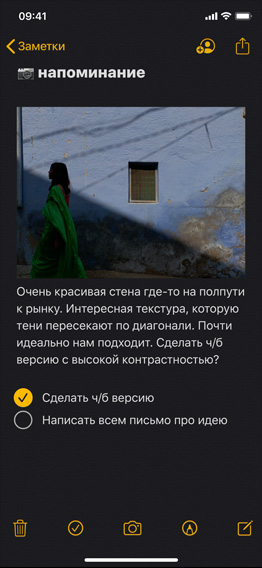 09:41
Заметки
📷 напоминание
Очень красивая стена где-то на полпути
к рынку. Интересная текстура, которую
тени пересекают по диагонали. Почти
идеально нам подходит. Сделать ч/б
версию с высокой контрастностью?
Сделать ч/б версию
Написать всем письмо про идею